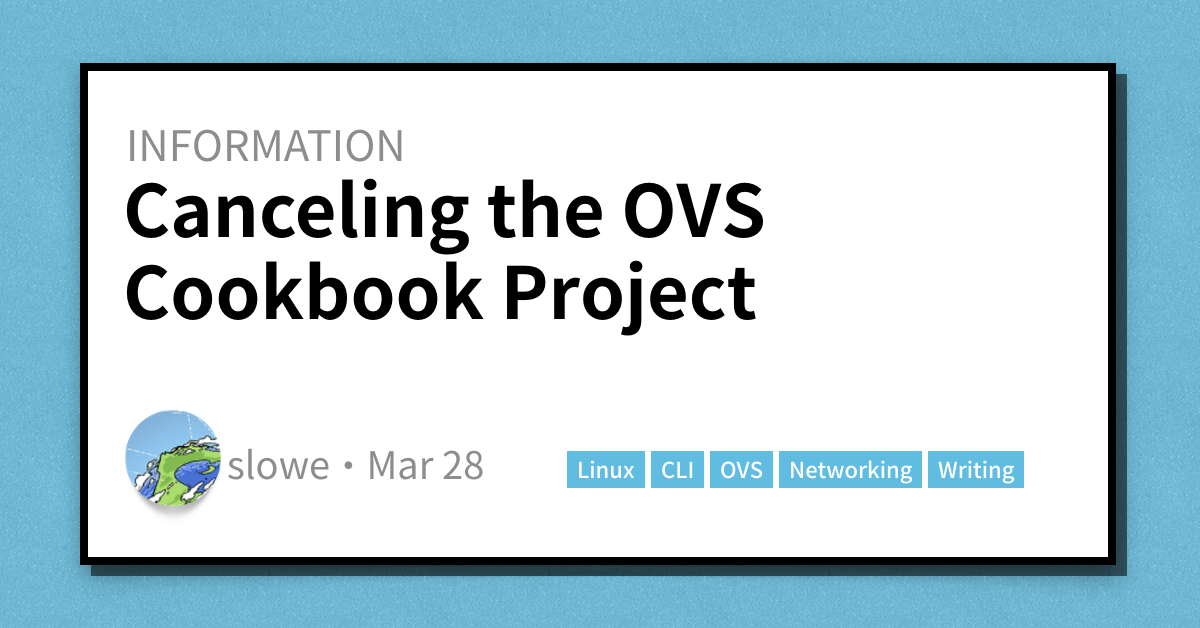 INFORMATION
Canceling the OVS
Cookbook Project
slowe • Mar 28
Linux CLI OVS Networking Writing